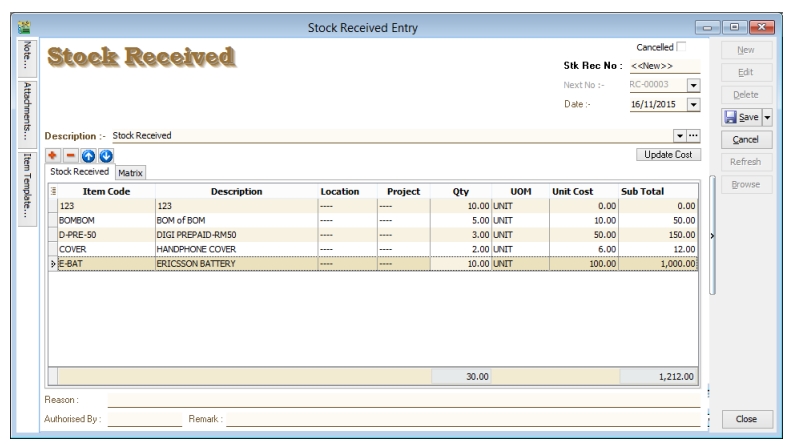 Stock Received Entry
Note...
Attachments...
Item Template...
Stock Received
Cancelled
Stk Rec No : <<New>>
Next No :- RC-00003
Date :- 16/11/2015
Description :- Stock Received
Update Cost
Stock Received Matrix
Item Code Description Location Project Qty UOM Unit Cost Sub Total
123 123 ---- ---- 10.00 UNIT 0.00 0.00
BOMBOM BOM of BOM ---- ---- 5.00 UNIT 10.00 50.00
D-PRE-50 DIGI PREPAID-RM50 ---- ---- 3.00 UNIT 50.00 150.00
COVER HANDPHONE COVER ---- ---- 2.00 UNIT 6.00 12.00
E-BAT ERICSSON BATTERY ---- ---- 10.00 UNIT 100.00 1,000.00
30.00 1,212.00
Reason :
Authorised By : Remark :
New
Edit
Delete
Save
Cancel
Refresh
Browse
Close